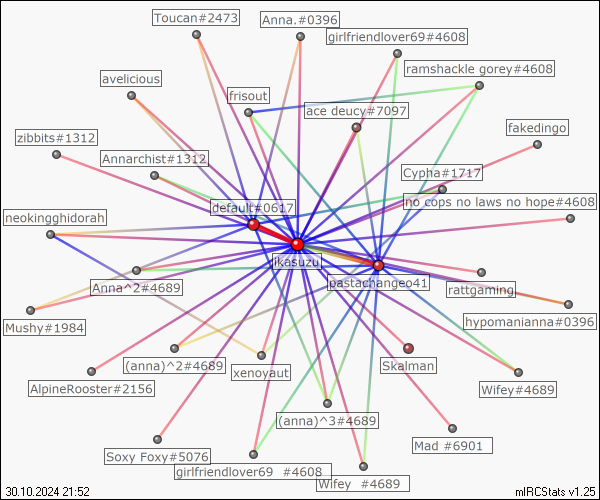 Toucan#2473
Anna.#0396
girlfriendlover69#4608
ramshackle gorey#4608
avelicious
frisout
ace deucy#7097
fakedingo
zibbits#1312
Annarchist#1312
Cypha#1717
no cops no laws no hope#4608
default#0617
neokingghidorah
ikasuzu
Anna^2#4689
pastachangeo41
rattgaming
hypomanianna#0396
Mushy#1984
(anna)^2#4689
xenoyaut
Skalman
AlpineRooster#2156
Wifey#4689
(anna)^3#4689
Mad #6901
Soxy Foxy#5076
girlfriendlover69 #4608
Wifey #4689
30.10.2024 21:52
mIRCStats v1.25